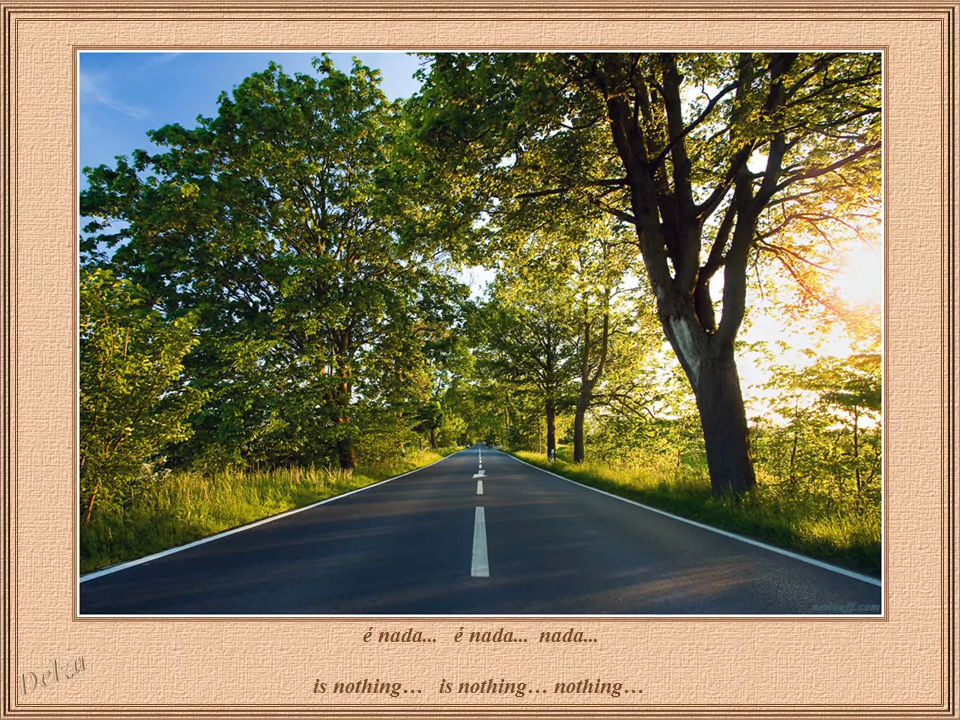 é nada... é nada... nada...
Delza
is nothing… is nothing… nothing…